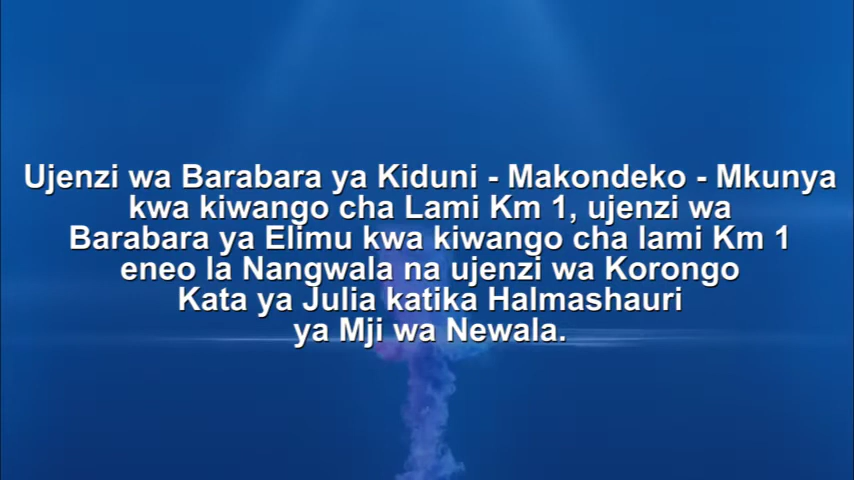 Ujenzi wa Barabara ya Kiduni - Makondeko - Mkunya
kwa kiwango cha Lami Km 1, ujenzi wa
Barabara ya Elimu kwa kiwango cha lami Km 1
eneo la Nangwala na ujenzi wa Korongo
Kata ya Julia katika Halmashauri
ya Mji wa Newala.